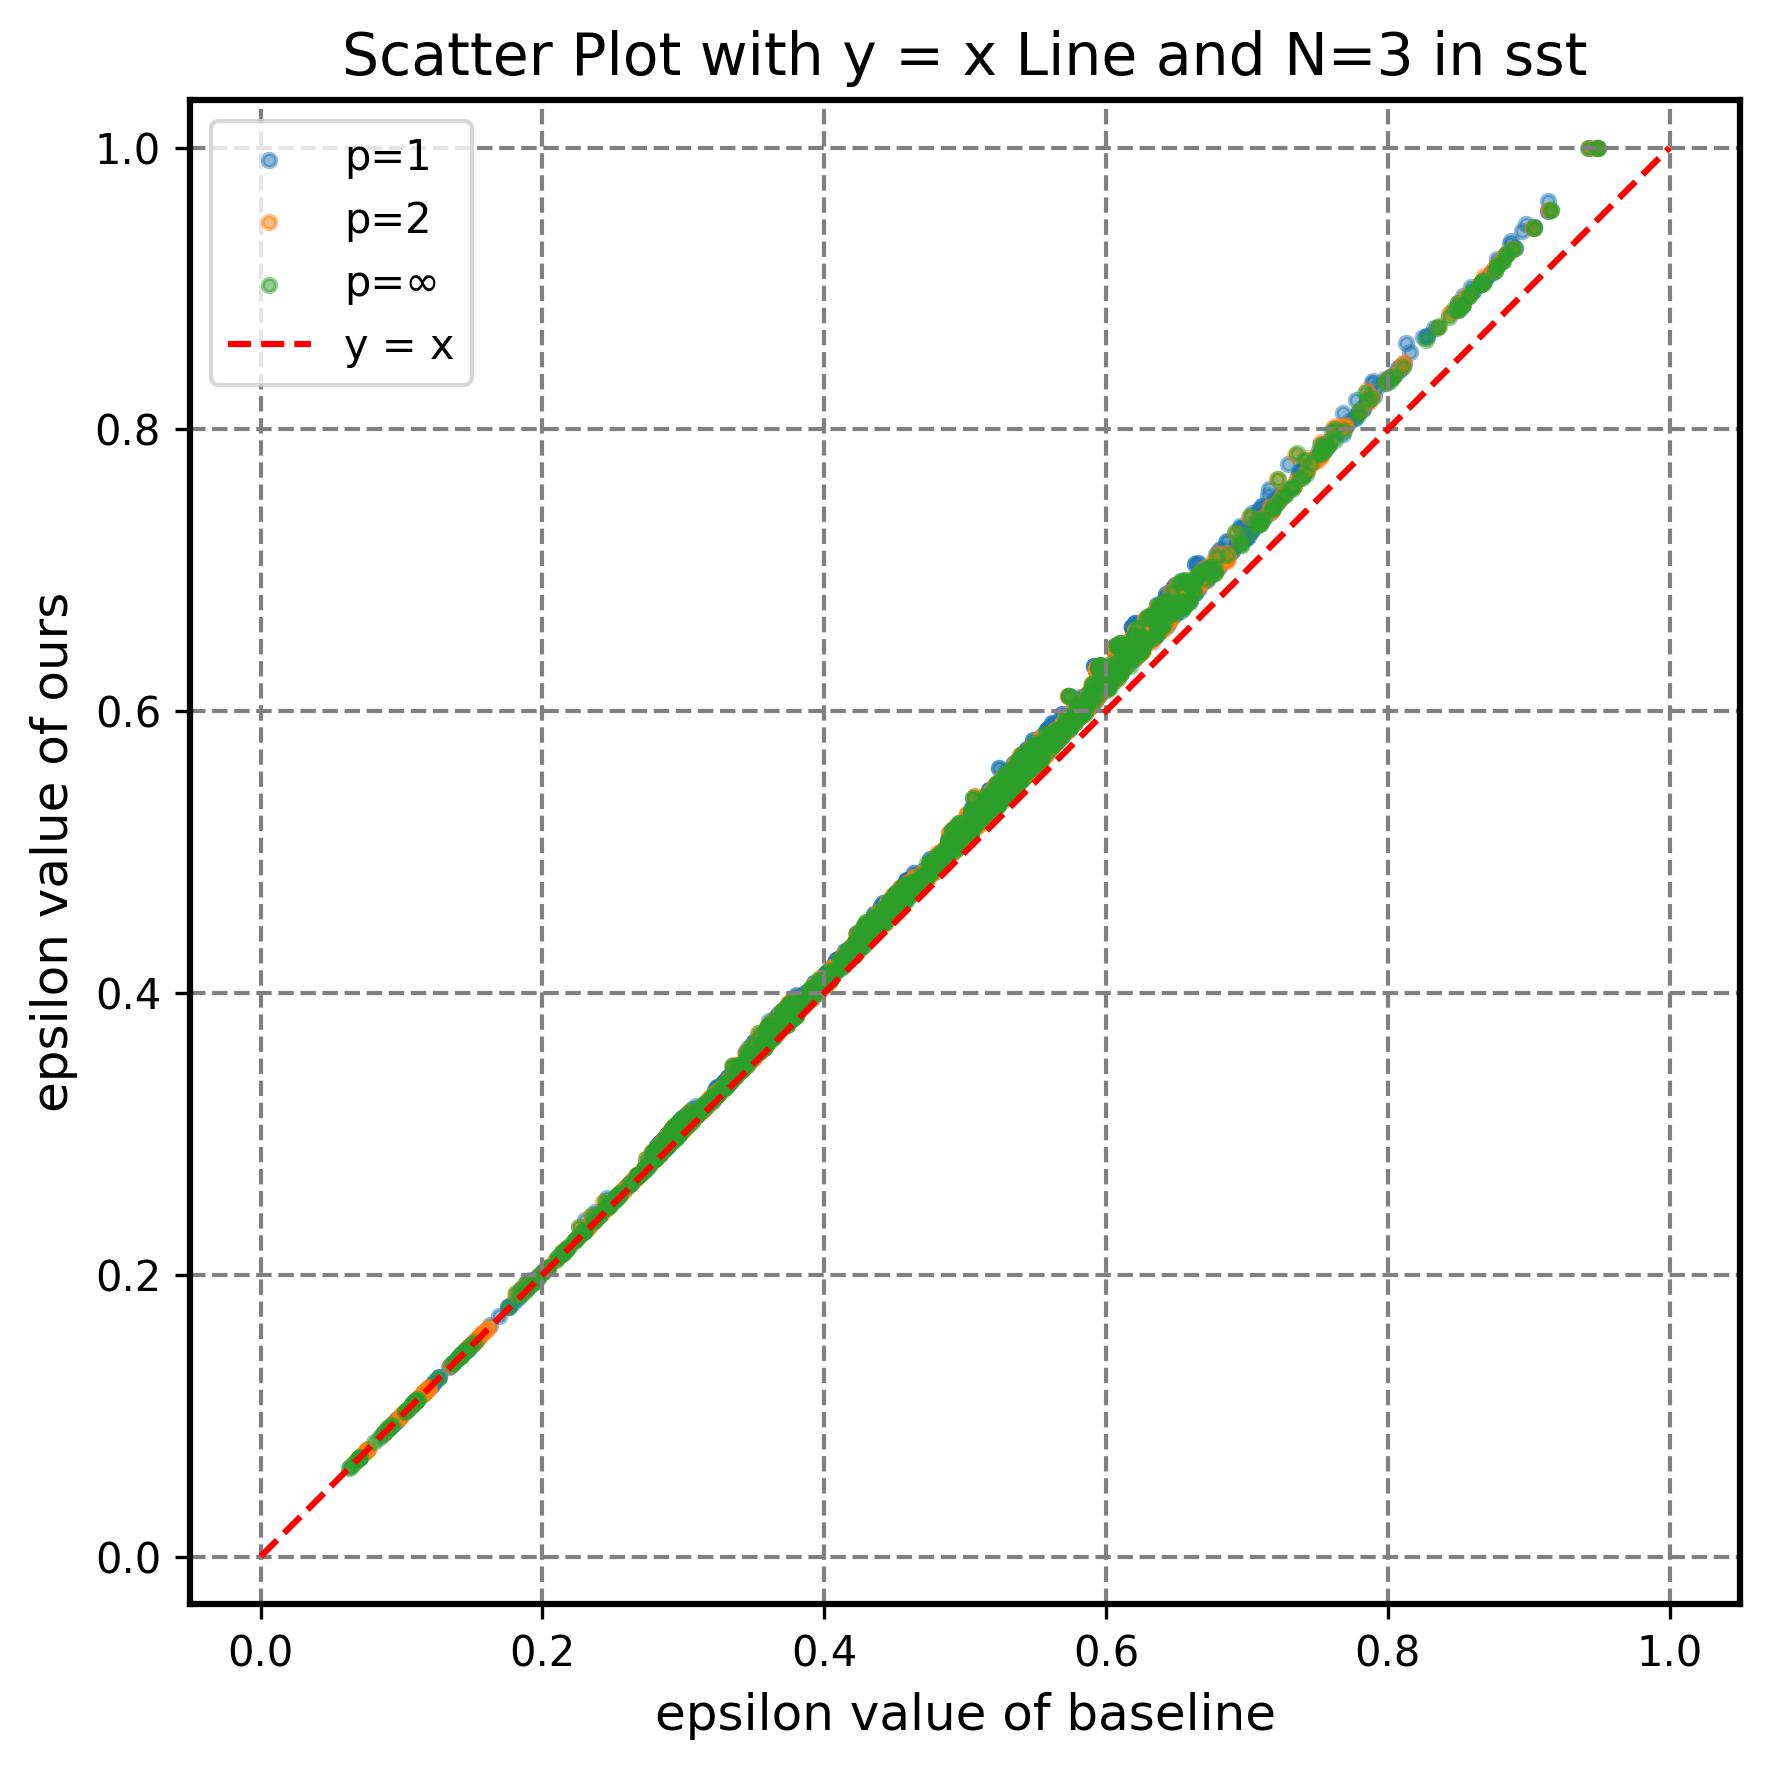 Scatter Plot with y = x Line and N=3 in sst
p=1
p=2
p=∞
y = x
epsilon value of ours
1.0
0.8
0.6
0.4
0.2
0.0
0.0 0.2 0.4 0.6 0.8 1.0
epsilon value of baseline